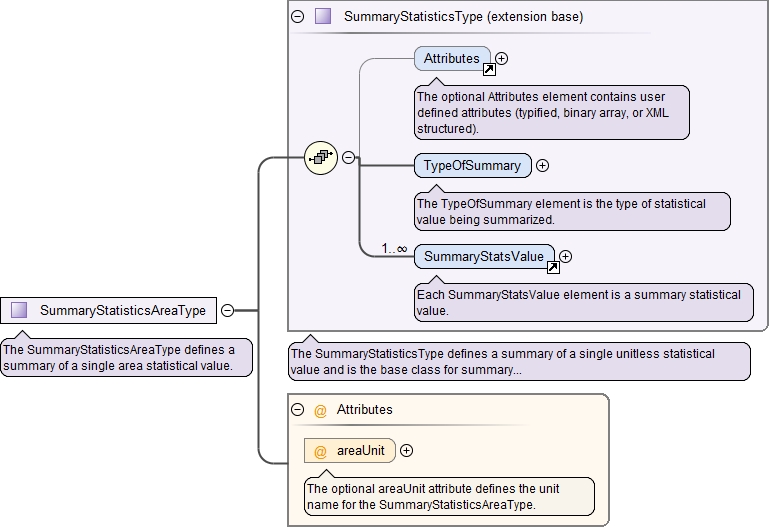 SummaryStatisticsType (extension base)
Attributes
The optional Attributes element contains user
defined attributes (typified, binary array, or XML
structured).
TypeOfSummary
The TypeOfSummary element is the type of statistical
value being summarized.
1..∞
SummaryStatsValue
Each SummaryStatsValue element is a summary statistical
value.
SummaryStatisticsAreaType
The SummaryStatisticsAreaType defines a
summary of a single area statistical value.
The SummaryStatisticsType defines a summary of a single unitless statistical
value and is the base class for summary...
@ Attributes
@ areaUnit
The optional areaUnit attribute defines the unit
name for the SummaryStatisticsAreaType.